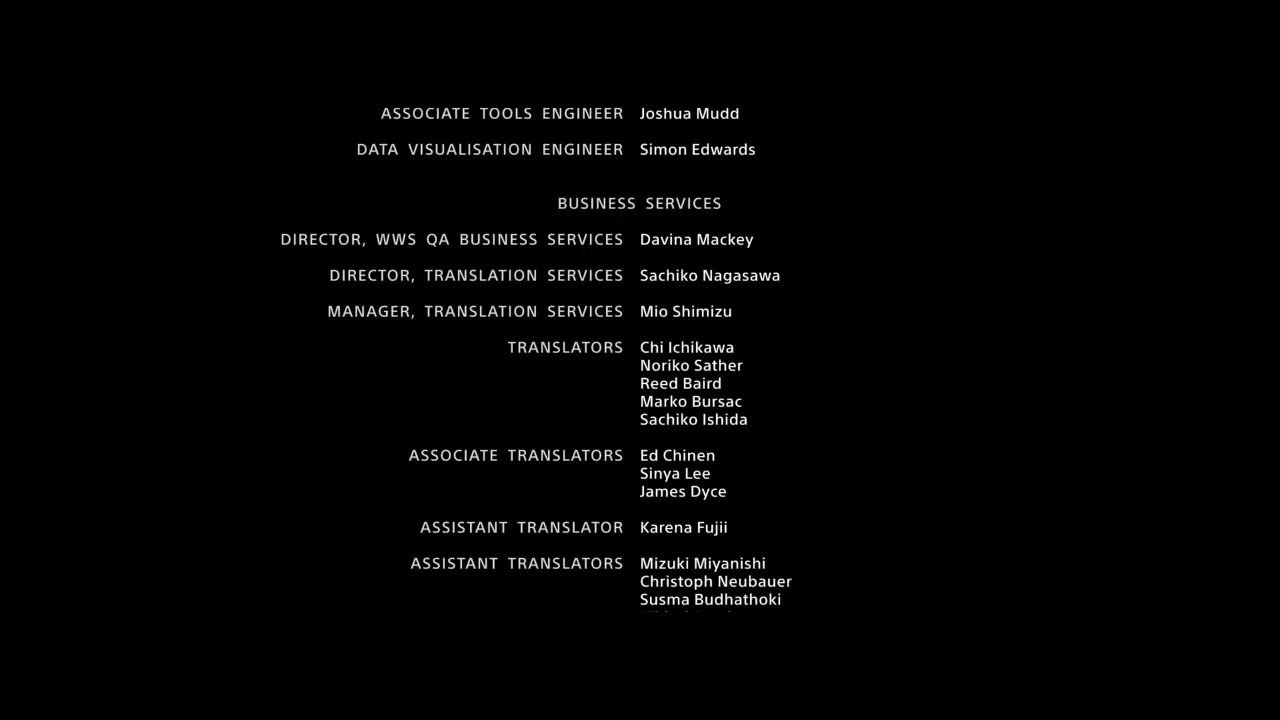 ASSOCIATE TOOLS ENGINEER Joshua Mudd
DATA VISUALISATION ENGINEER Simon Edwards
BUSINESS SERVICES
DIRECTOR, WWS QA BUSINESS SERVICES Davina Mackey
DIRECTOR, TRANSLATION SERVICES Sachiko Nagasawa
MANAGER, TRANSLATION SERVICES Mio Shimizu
TRANSLATORS Chi Ichikawa
Noriko Sather
Reed Baird
Marko Bursac
Sachiko Ishida
ASSOCIATE TRANSLATORS Ed Chinen
Sinya Lee
James Dyce
ASSISTANT TRANSLATOR Karena Fujii
ASSISTANT TRANSLATORS Mizuki Miyanishi
Christoph Neubauer
Susma Budhathoki